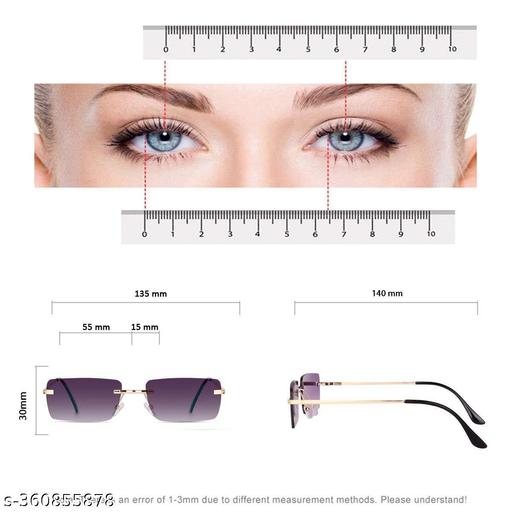 0 1 2 3 4 5 6 7 8 9 10
0 1 2 3 4 5 6 7 8 9 10
135 mm
140 mm
55 mm 15 mm
30mm
s-360855878 is an error of 1-3mm due to different measurement methods. Please understand!